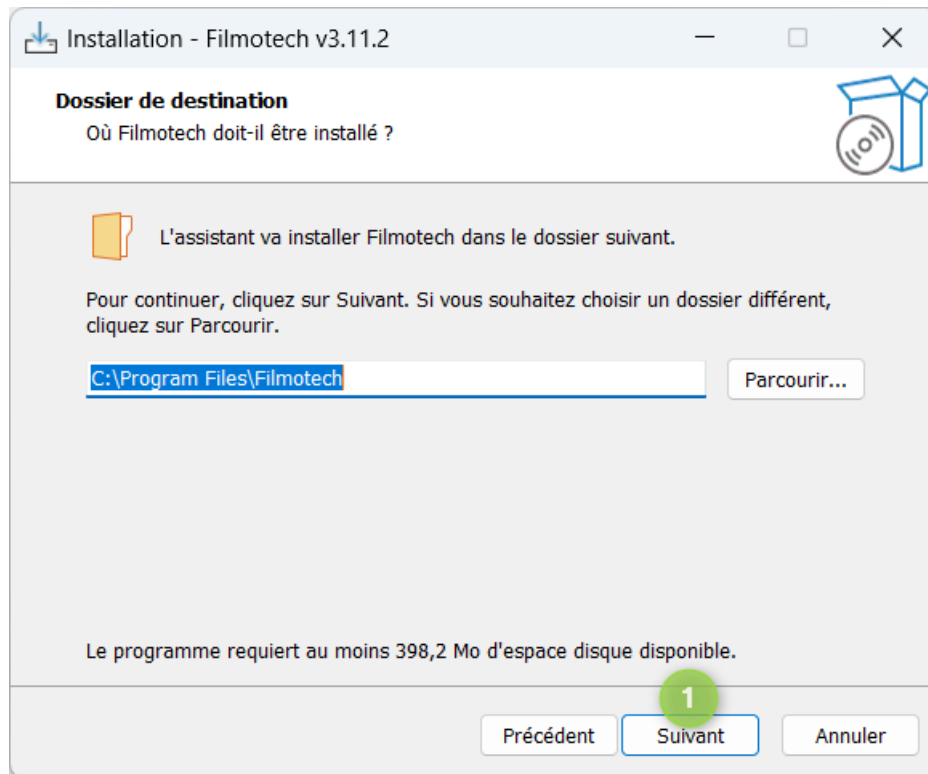 Installation - Filmotech v3.11.2
Dossier de destination
Où Filmotech doit-il être installé ?
L'assistant va installer Filmotech dans le dossier suivant.
Pour continuer, cliquez sur Suivant. Si vous souhaitez choisir un dossier différent,
cliquez sur Parcourir.
C:\Program Files\Filmotech
Parcourir...
Le programme requiert au moins 398,2 Mo d'espace disque disponible.
1
Précédent
Suivant
Annuler